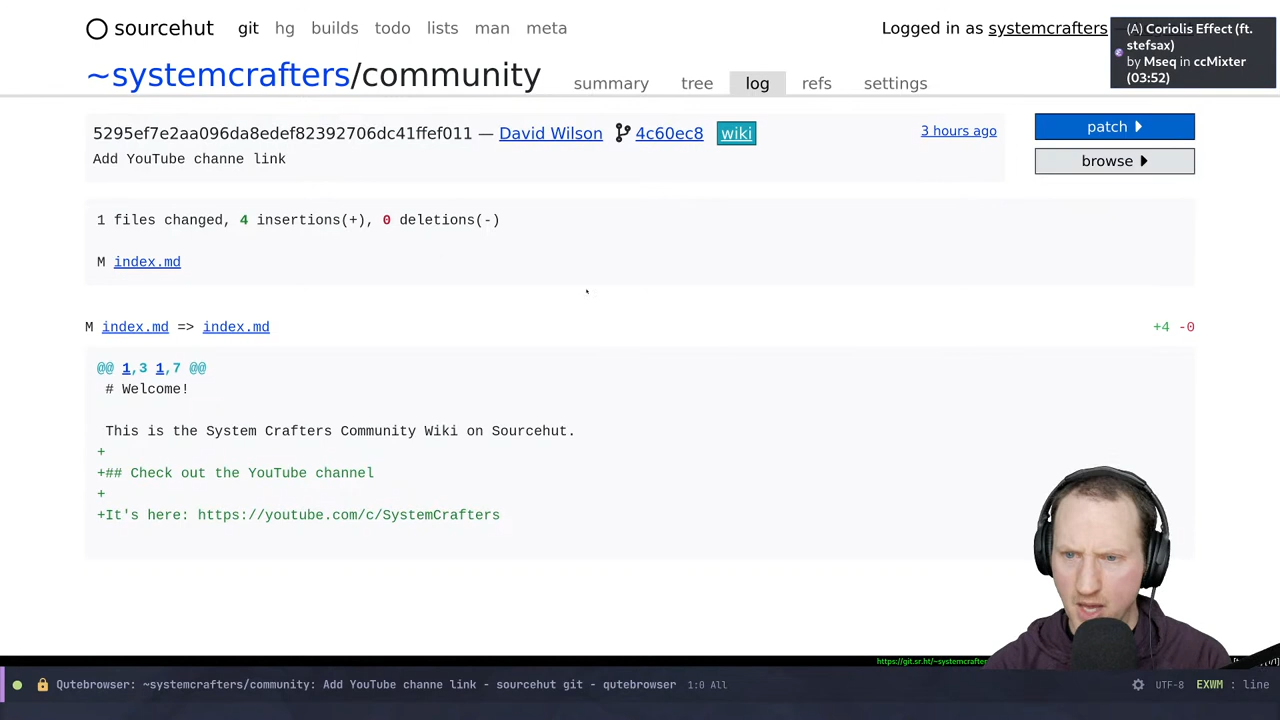 sourcehut git hg builds todo lists man meta Logged in as systemcrafters
(A) Coriolis Effect (ft. stefsax)
by Mseq in ccMixter
(03:52)
~systemcrafters/community summary tree log refs settings
5295ef7e2aa096da8edef82392706dc41ffef011 — David Wilson 4c60ec8 wiki 3 hours ago
Add YouTube channe link
patch
browse
1 files changed, 4 insertions(+), 0 deletions(-)
M index.md
M index.md => index.md +4 -0
@@ 1,3 1,7 @@
# Welcome!
This is the System Crafters Community Wiki on Sourcehut.
+
+## Check out the YouTube channel
+
+It's here: https://youtube.com/c/SystemCrafters
https://git.sr.ht/~systemcrafter
Qutebrowser: ~systemcrafters/community: Add YouTube channe link - sourcehut git - qutebrowser 1:0 All UTF-8 EXWM : line